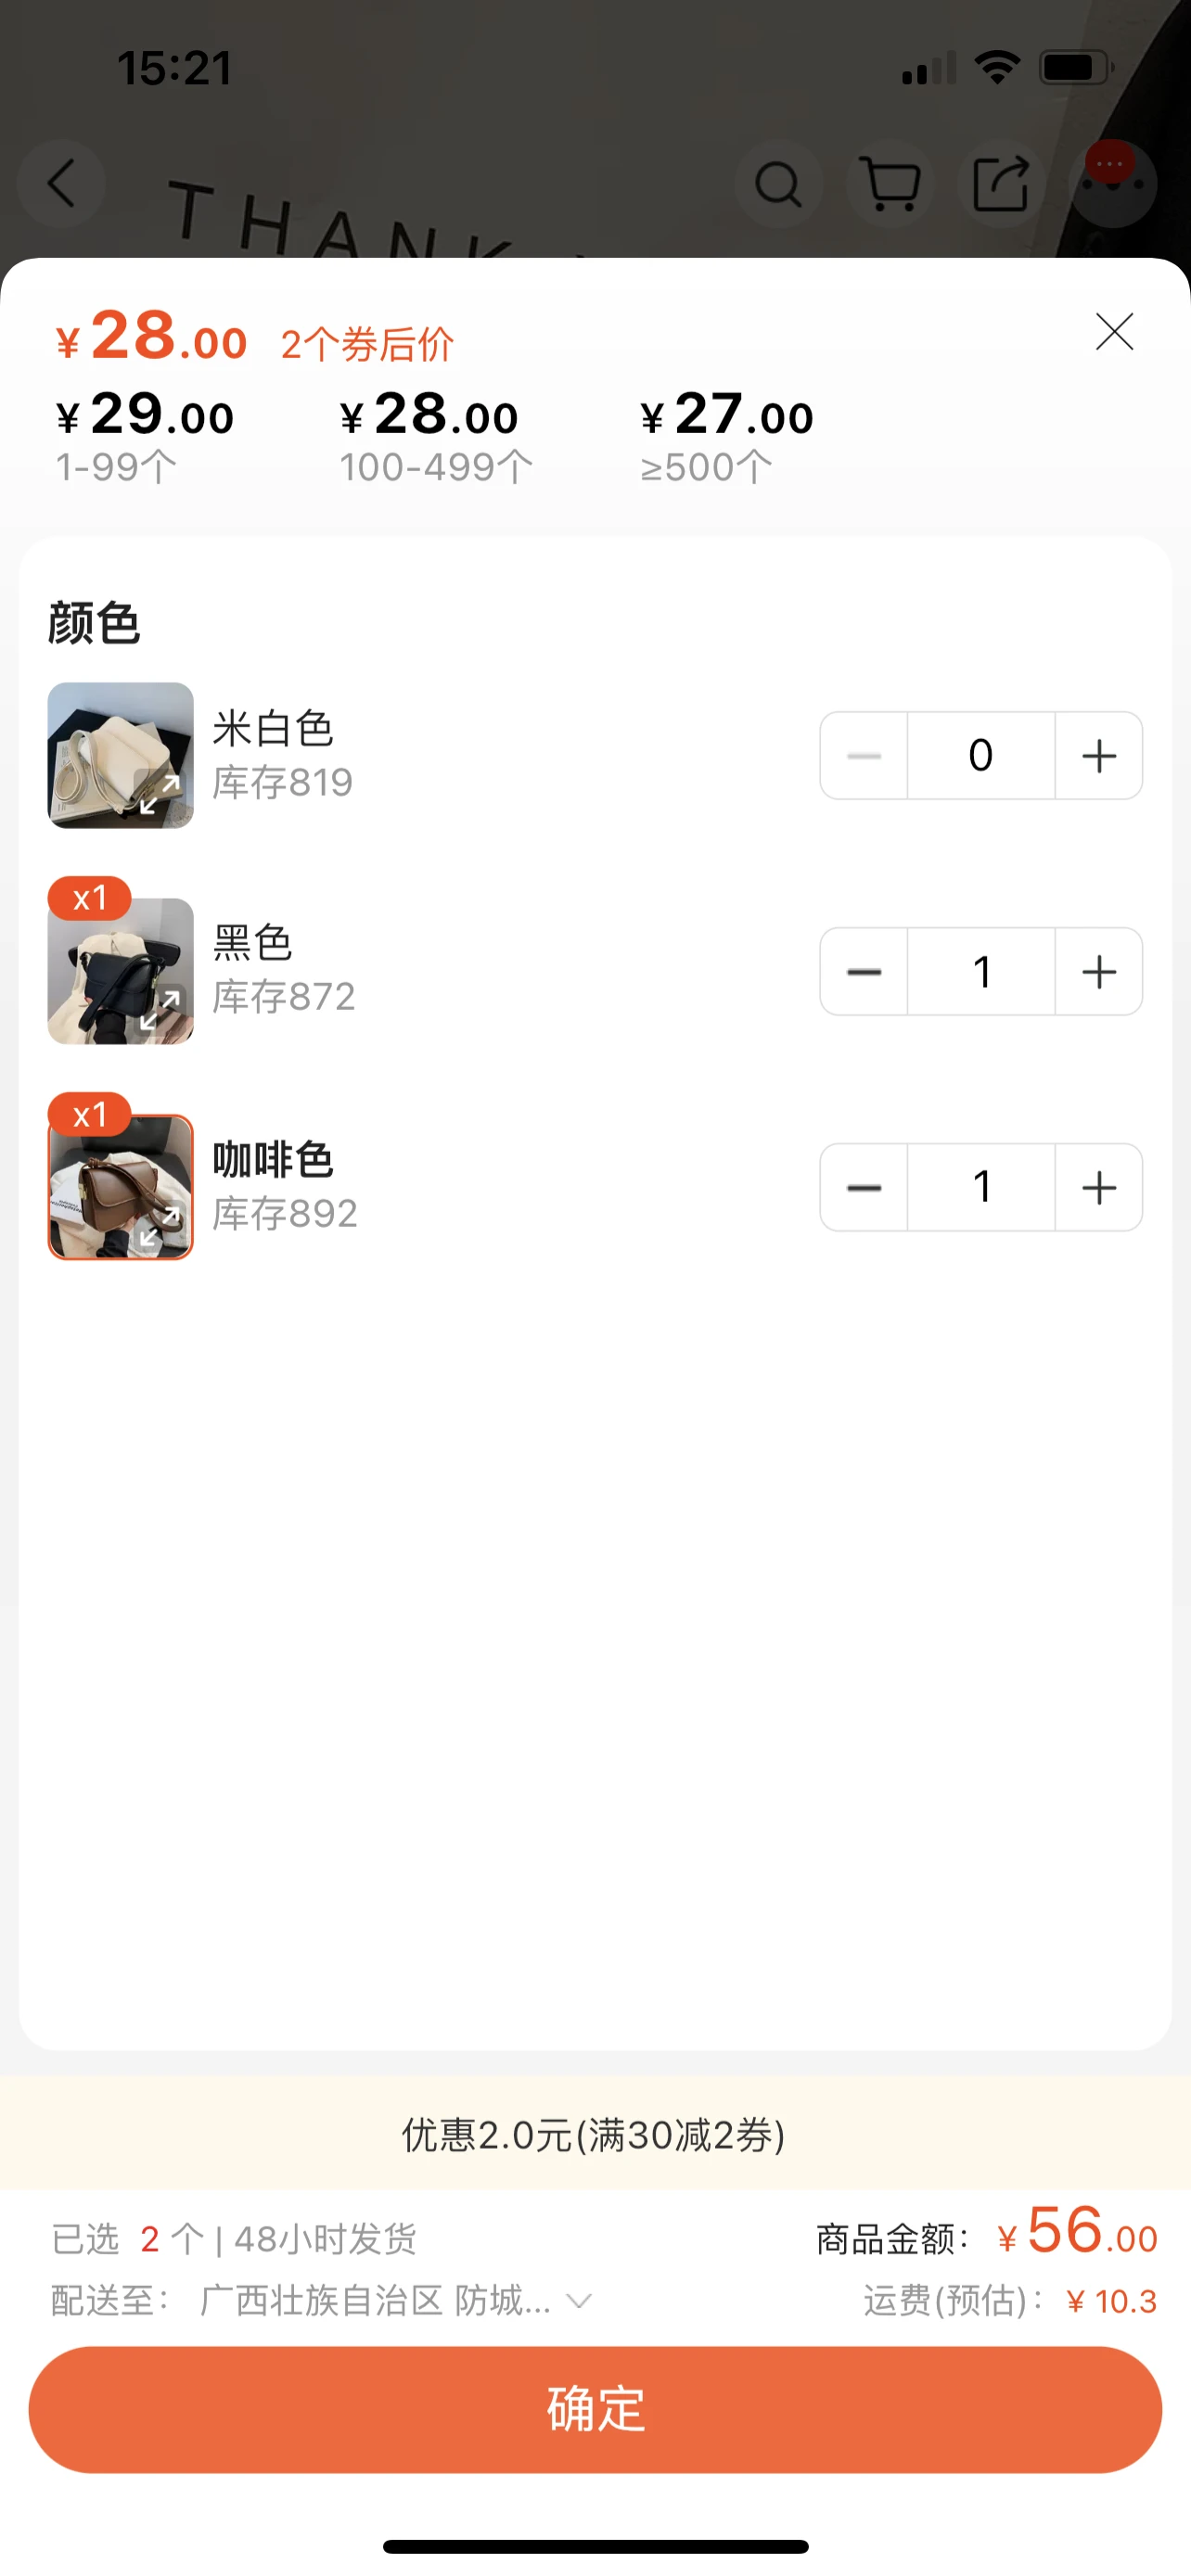 15:21
THANK
¥28.00 2个券后价
¥29.00 ¥28.00 ¥27.00
1-99个 100-499个 ≥500个
颜色
米白色
库存819
0
x1
黑色
库存872
1
x1
咖啡色
库存892
1
优惠2.0元(满30减2券)
已选 2 个 | 48小时发货 商品金额: ¥56.00
配送至: 广西壮族自治区 防城... 运费(预估): ¥10.3
确定